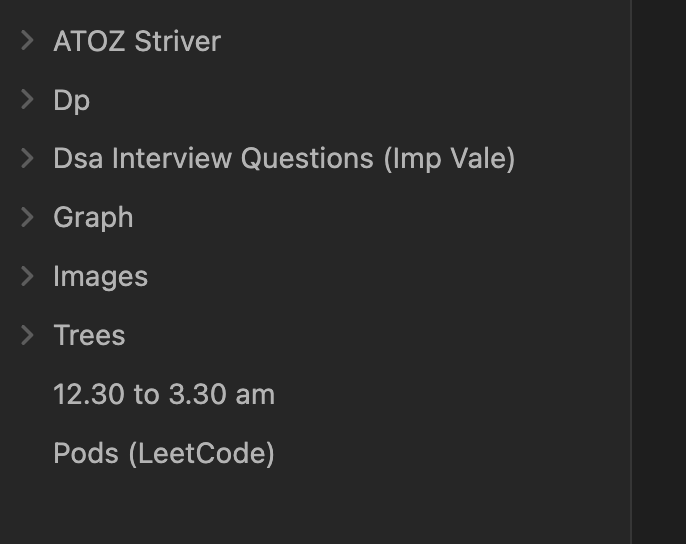 ATOZ Striver
Dp
Dsa Interview Questions (Imp Vale)
Graph
Images
Trees
12.30 to 3.30 am
Pods (LeetCode)